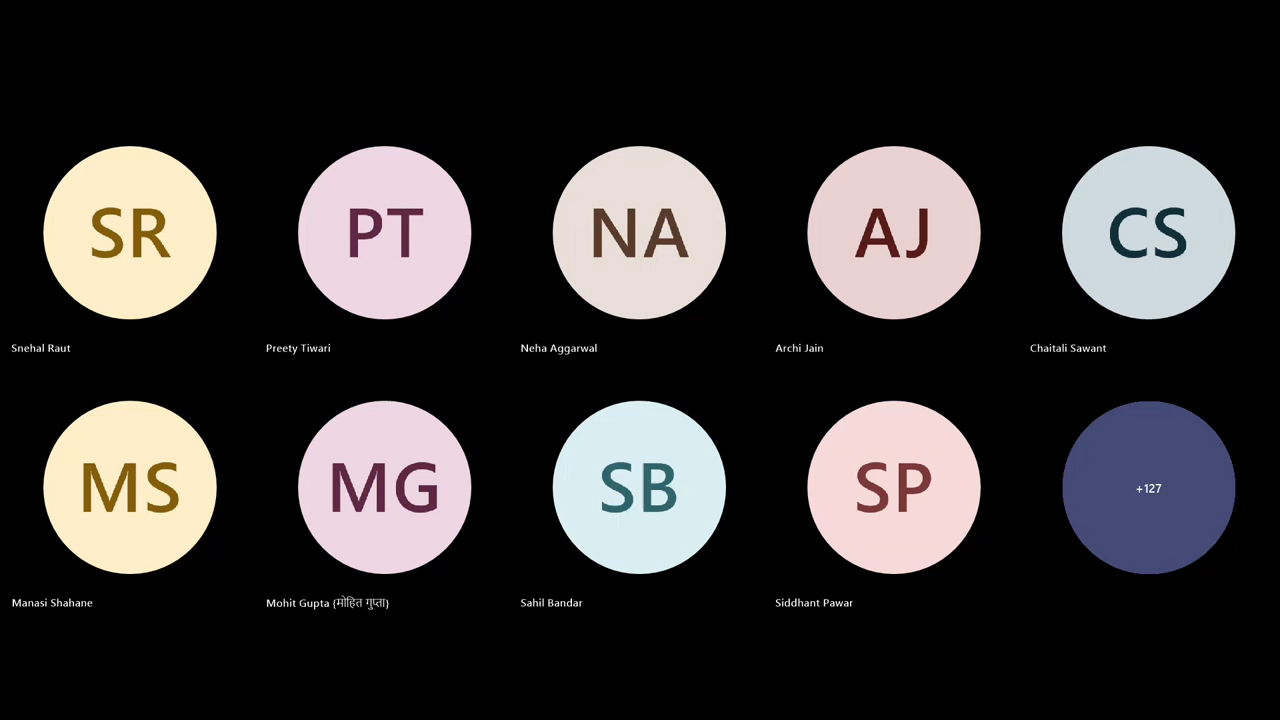 SR
PT
NA
AJ
CS
Snehal Raut
Preety Tiwari
Neha Aggarwal
Archi Jain
Chaitali Sawant
MS
MG
SB
SP
+127
Manasi Shahane
Mohit Gupta {मोहित गुप्ता}
Sahil Bandar
Siddhant Pawar